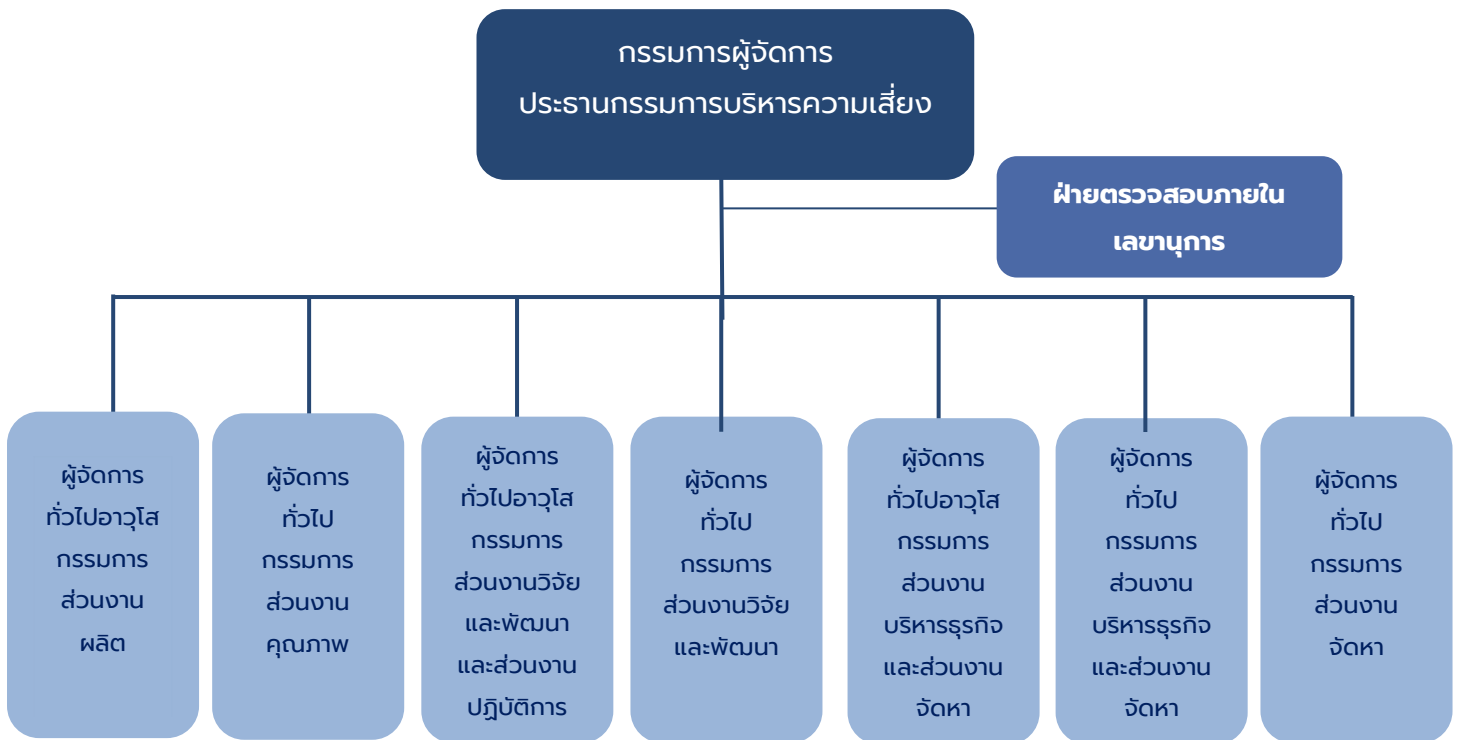 กรรมการผู้จัดการ
ประธานกรรมการบริหารความเสี่ยง
ฝ่ายตรวจสอบภายใน
เลขานุการ
ผู้จัดการ
ทั่วไปอาวุโส
กรรมการ
ส่วนงาน
ผลิต
ผู้จัดการ
ทั่วไป
กรรมการ
ส่วนงาน
คุณภาพ
ผู้จัดการ
ทั่วไปอาวุโส
กรรมการ
ส่วนงานวิจัย
และพัฒนา
และส่วนงาน
ปฏิบัติการ
ผู้จัดการ
ทั่วไป
กรรมการ
ส่วนงานวิจัย
และพัฒนา
ผู้จัดการ
ทั่วไปอาวุโส
กรรมการ
ส่วนงาน
บริหารธุรกิจ
และส่วนงาน
จัดหา
ผู้จัดการ
ทั่วไป
กรรมการ
ส่วนงาน
บริหารธุรกิจ
และส่วนงาน
จัดหา
ผู้จัดการ
ทั่วไป
กรรมการ
ส่วนงาน
จัดหา